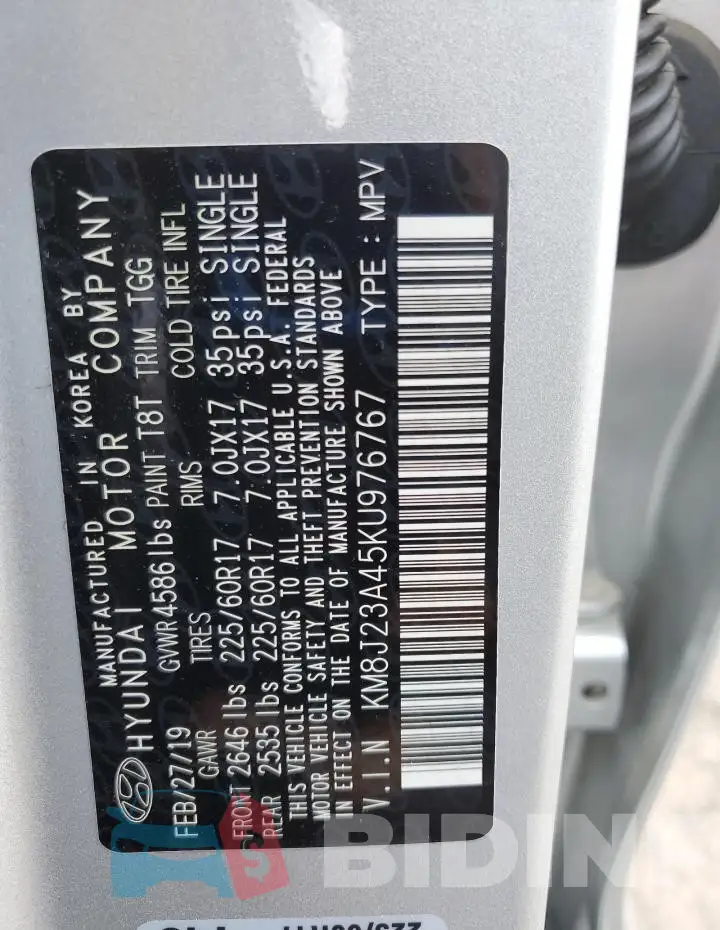 MANUFACTURED IN KOREA BY
HYUNDAI MOTOR COMPANY
FEB/27/19 GVWR 4586 lbs PAINT T8T TRIM TGG
GAWR TIRES RIMS COLD TIRE INFL
FRONT 2646 lbs 225/60R17 7.0JX17 35psi SINGLE
REAR 2535 lbs 225/60R17 7.0JX17 35psi SINGLE
THIS VEHICLE CONFORMS TO ALL APPLICABLE U.S.A. FEDERAL
MOTOR VEHICLE SAFETY AND THEFT PREVENTION STANDARDS
IN EFFECT ON THE DATE OF MANUFACTURE SHOWN ABOVE
V.I.N KM8J23A45KU976767 TYPE : MPV
BIDIN